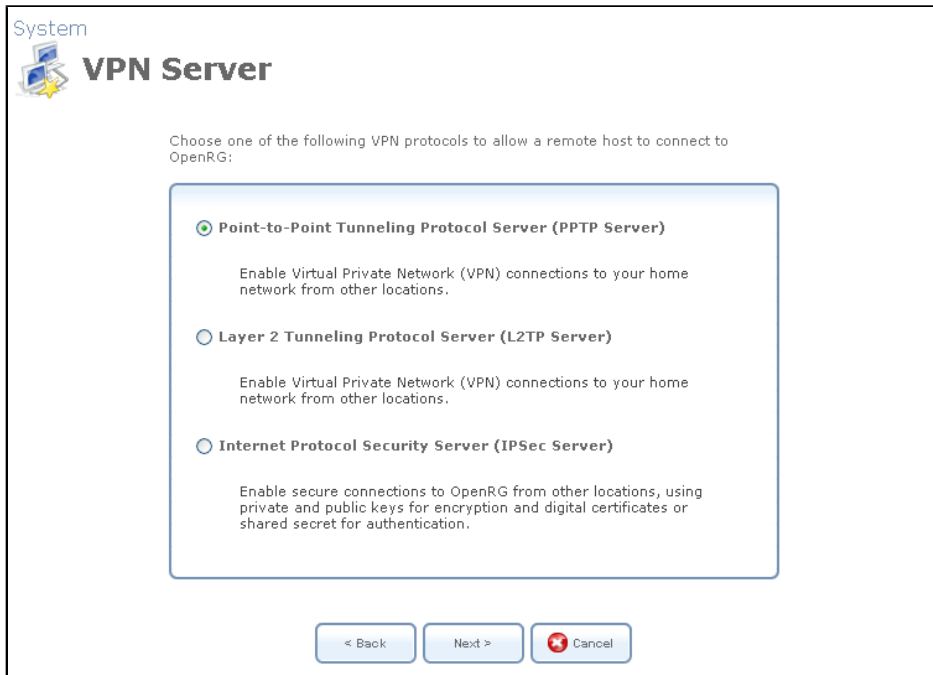 System
VPN Server
Choose one of the following VPN protocols to allow a remote host to connect to
OpenRG:
Point-to-Point Tunneling Protocol Server (PPTP Server)
Enable Virtual Private Network (VPN) connections to your home
network from other locations.
Layer 2 Tunneling Protocol Server (L2TP Server)
Enable Virtual Private Network (VPN) connections to your home
network from other locations.
Internet Protocol Security Server (IPSec Server)
Enable secure connections to OpenRG from other locations, using
private and public keys for encryption and digital certificates or
shared secret for authentication.
< Back
Next >
Cancel